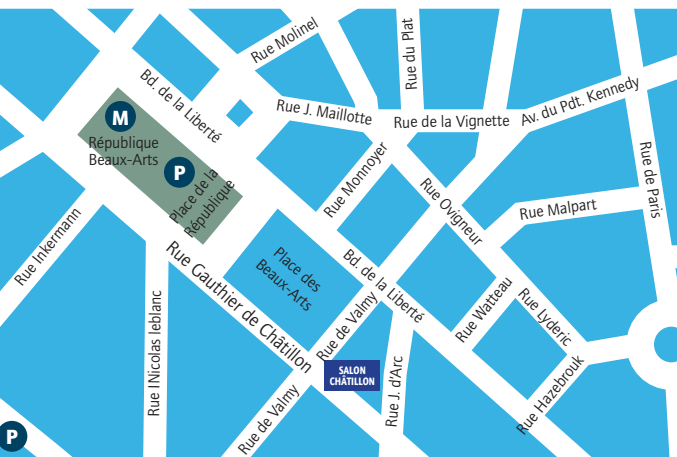 Rue Molinel
Rue du Plat
Bd. de la Liberté
Rue J. Maillotte
Rue de la Vignette
Av. du Pdt. Kennedy
M
République
Beaux-Arts
P
Place de la
République
Rue Monnoyer
Rue Ovigneur
Rue de Paris
Rue Malpart
Rue Inkermann
Rue Gauthier de Châtillon
Place des
Beaux-Arts
Bd. de la Liberté
Rue Watteau
Rue Lyderic
Rue INicolas leblanc
Rue de Valmy
SALON
CHÂTILLON
Rue J. d'Arc
Rue Hazebrouk
Rue de Valmy
P